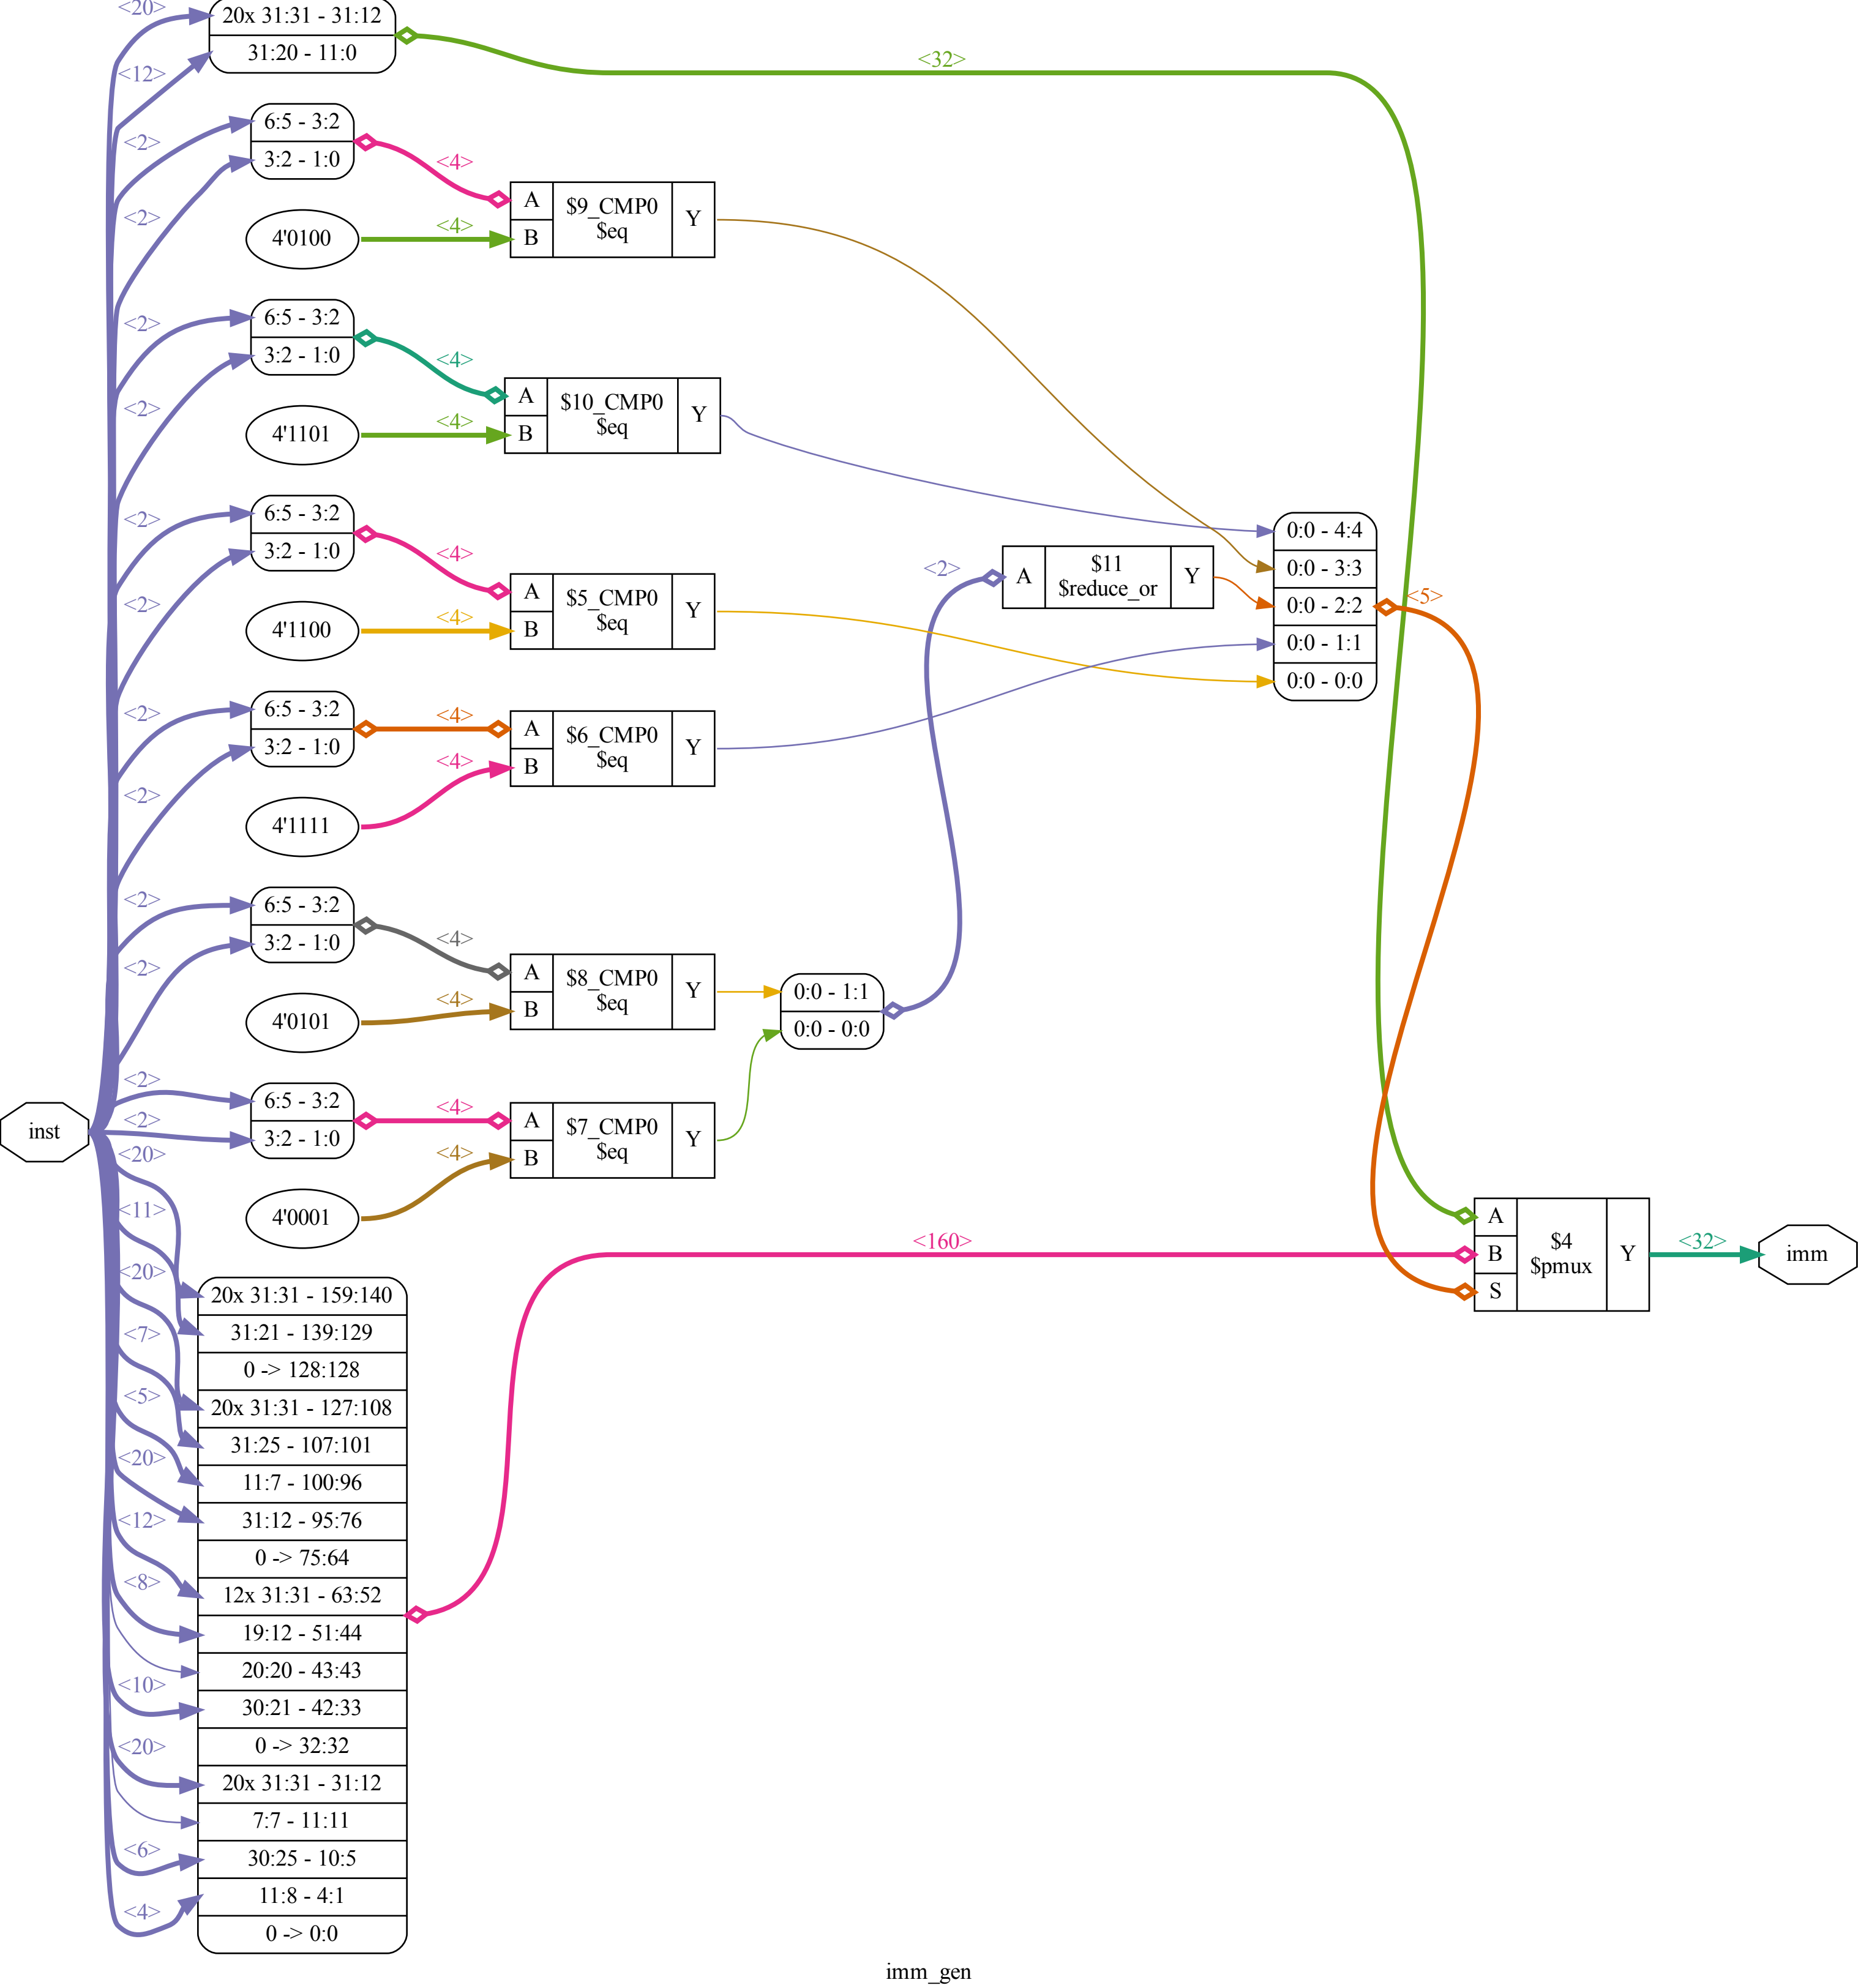 <20>
20x 31:31 - 31:12
31:20 - 11:0
<32>
<12>
<2>
6:5 - 3:2
3:2 - 1:0
<4>
<2>
A
B
$9_CMP0
$eq
Y
4'0100
<4>
<2>
6:5 - 3:2
3:2 - 1:0
<4>
<2>
A
B
$10_CMP0
$eq
Y
4'1101
<4>
<2>
6:5 - 3:2
3:2 - 1:0
<4>
<2>
A
B
$5_CMP0
$eq
Y
4'1100
<4>
<2>
A
$11
$reduce_or
Y
0:0 - 4:4
0:0 - 3:3
0:0 - 2:2
0:0 - 1:1
0:0 - 0:0
<5>
<2>
6:5 - 3:2
3:2 - 1:0
<4>
<2>
A
B
$6_CMP0
$eq
Y
<4>
4'1111
<2>
6:5 - 3:2
3:2 - 1:0
<4>
<2>
A
B
$8_CMP0
$eq
Y
4'0101
<4>
0:0 - 1:1
0:0 - 0:0
<2>
6:5 - 3:2
3:2 - 1:0
<4>
<2>
A
B
$7_CMP0
$eq
Y
<4>
4'0001
inst
<20>
<11>
<20>
<7>
<5>
<20>
<12>
<8>
<10>
<20>
<6>
<4>
20x 31:31 - 159:140
31:21 - 139:129
0 -> 128:128
20x 31:31 - 127:108
31:25 - 107:101
11:7 - 100:96
31:12 - 95:76
0 -> 75:64
12x 31:31 - 63:52
19:12 - 51:44
20:20 - 43:43
30:21 - 42:33
0 -> 32:32
20x 31:31 - 31:12
7:7 - 11:11
30:25 - 10:5
11:8 - 4:1
0 -> 0:0
<160>
A
B
S
$4
$pmux
Y
<32>
imm
imm_gen